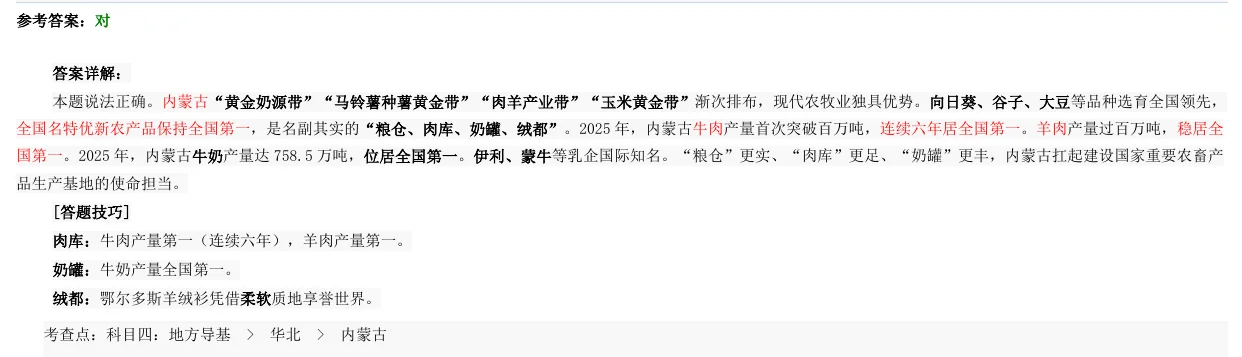 参考答案：对
答案详解：
本题说法正确。内蒙古“黄金奶源带”“马铃薯种薯黄金带”“肉羊产业带”“玉米黄金带”渐次排布，现代农牧业独具优势。向日葵、谷子、大豆等品种选育全国领先，
全国名特优新农产品保持全国第一，是名副其实的“粮仓、肉库、奶罐、绒都”。2025 年，内蒙古牛肉产量首次突破百万吨，连续六年居全国第一。羊肉产量过百万吨，稳居全
国第一。2025 年，内蒙古牛奶产量达 758.5 万吨，位居全国第一。伊利、蒙牛等乳企国际知名。“粮仓”更实、“肉库”更足、“奶罐”更丰，内蒙古扛起建设国家重要农畜产
品生产基地的使命担当。
[答题技巧]
肉库：牛肉产量第一（连续六年），羊肉产量第一。
奶罐：牛奶产量全国第一。
绒都：鄂尔多斯羊绒衫凭借柔软质地享誉世界。
考查点：科目四：地方导基 > 华北 > 内蒙古